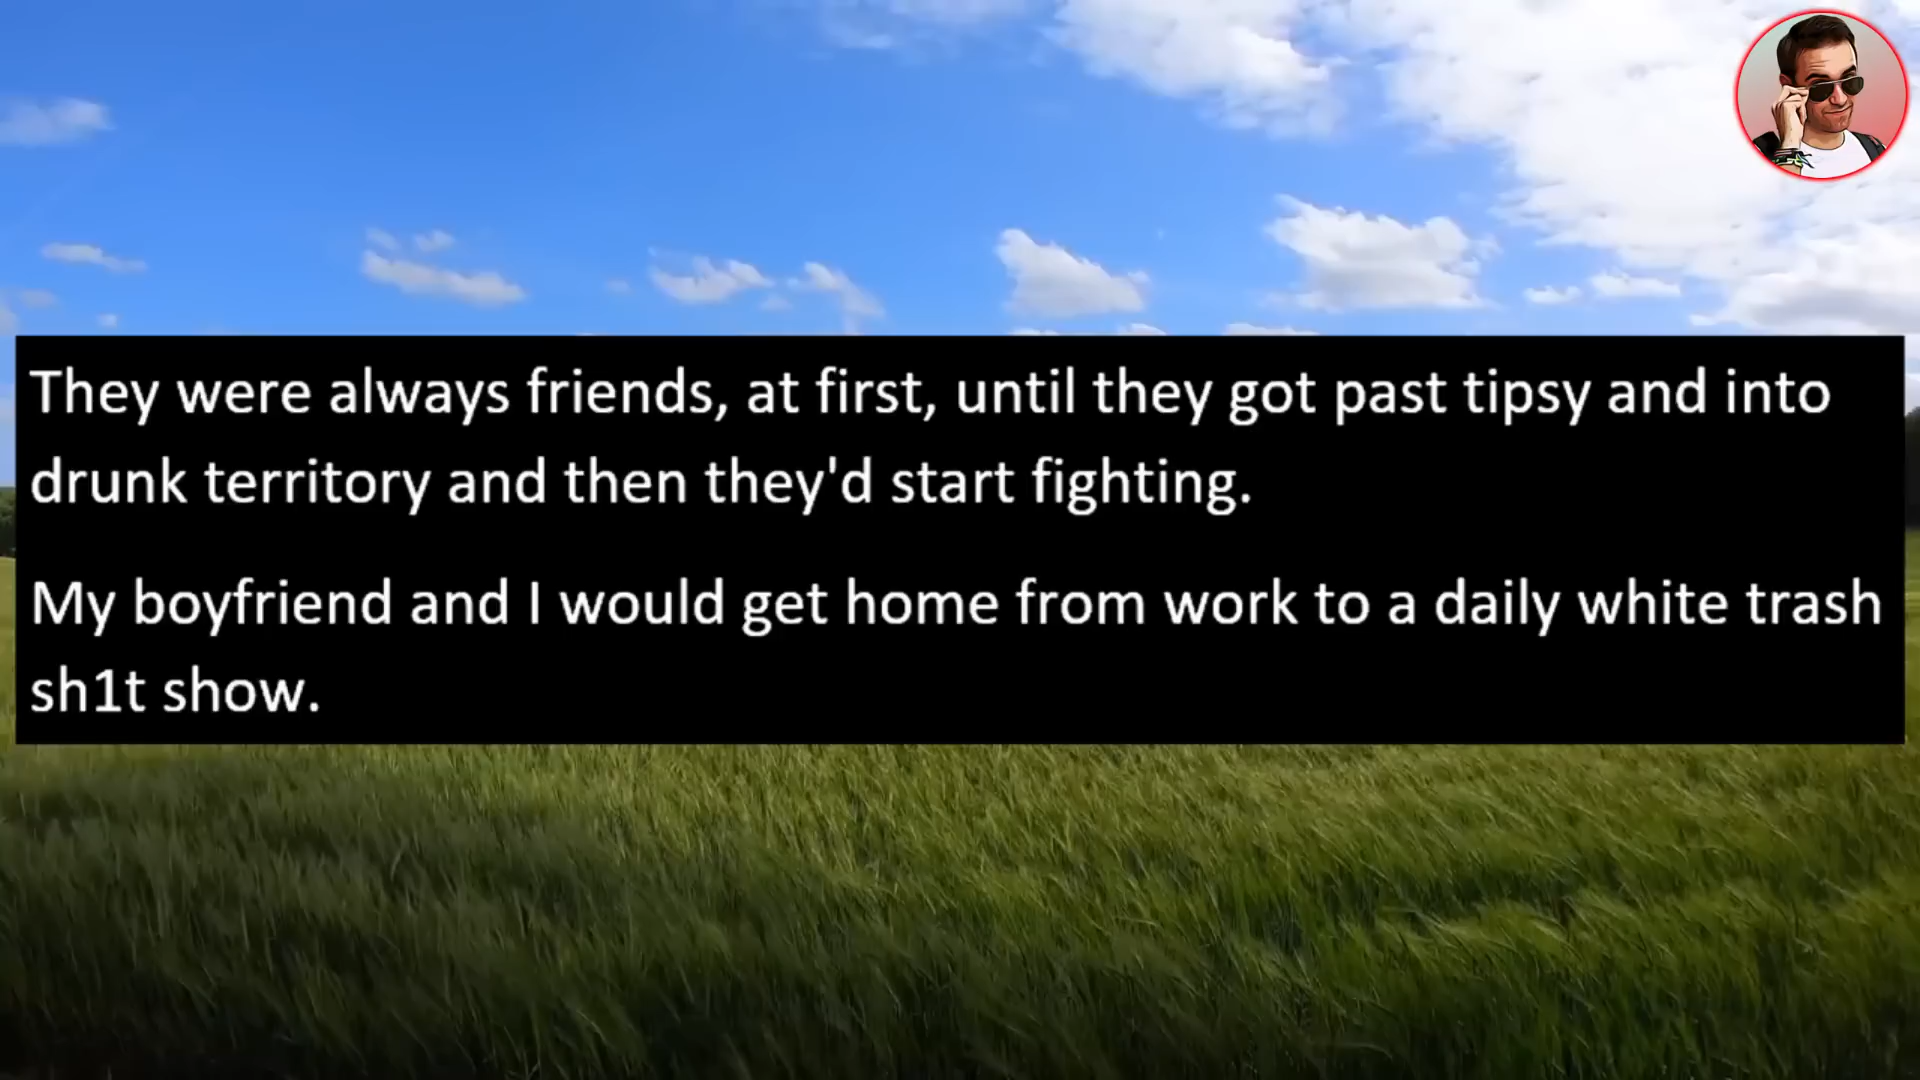 They were always friends, at first, until they got past tipsy and into
drunk territory and then they'd start fighting.
My boyfriend and I would get home from work to a daily white trash
sh1t show.